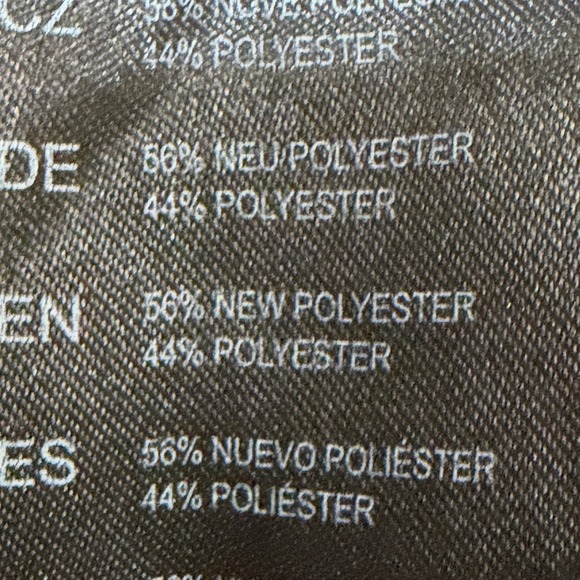 CZ
44% POLYESTER
DE 56% NEU POLYESTER
44% POLYESTER
EN 56% NEW POLYESTER
44% POLYESTER
ES 56% NUEVO POLIÉSTER
44% POLIÉSTER